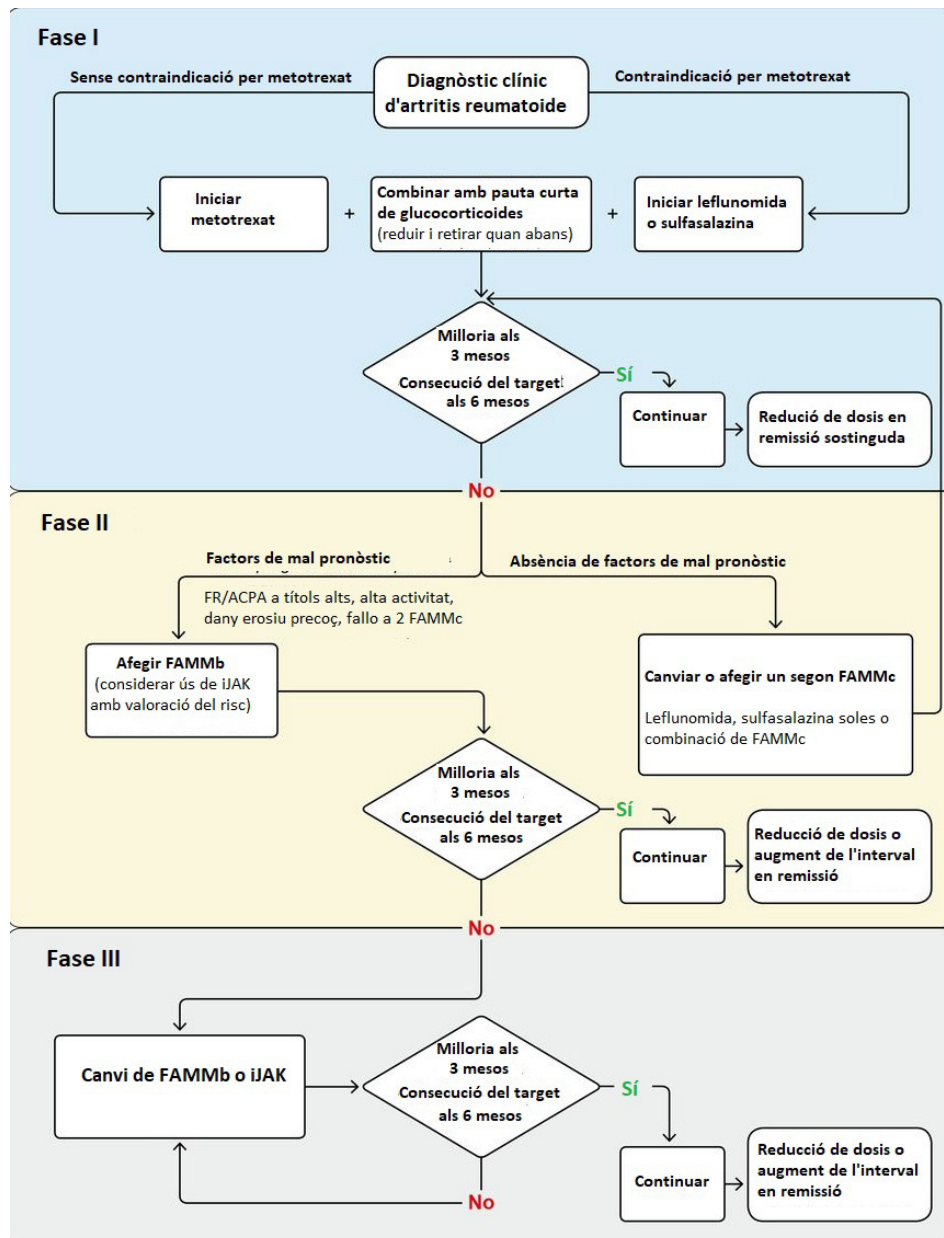 Fase I
Sense contraindicació per metotrexat
Diagnòstic clínic
d'artritis reumatoide
Contraindicació per metotrexat
Iniciar
metotrexat
+
Combinar amb pauta curta
de glucocorticoides
(reduir i retirar quan abans)
+
Iniciar leflunomida
o sulfasalazina
Milloria als
3 mesos
Consecució del target
als 6 mesos
Sí
Continuar
Redució de dosis en
remissió sostinguda
No
Fase II
Factors de mal pronòstic
Absència de factors de mal pronòstic
FR/ACPA a títols alts, alta activitat,
dany erosiu precoç, fallo a 2 FAMMc
Afegir FAMMb
(considerar ús de iJAK
amb valoració del risc)
Canviar o afegir un segon FAMMc
Leflunomida, sulfasalazina soles o
combinació de FAMMc
Milloria als
3 mesos
Consecució del target
als 6 mesos
Sí
Continuar
Reducció de dosis o
augment de l'interval
en remissió
No
Fase III
Canvi de FAMMb o iJAK
Milloria als
3 mesos
Consecució del target
als 6 mesos
Sí
Continuar
Reducció de dosis o
augment de l'interval
en remissió
No